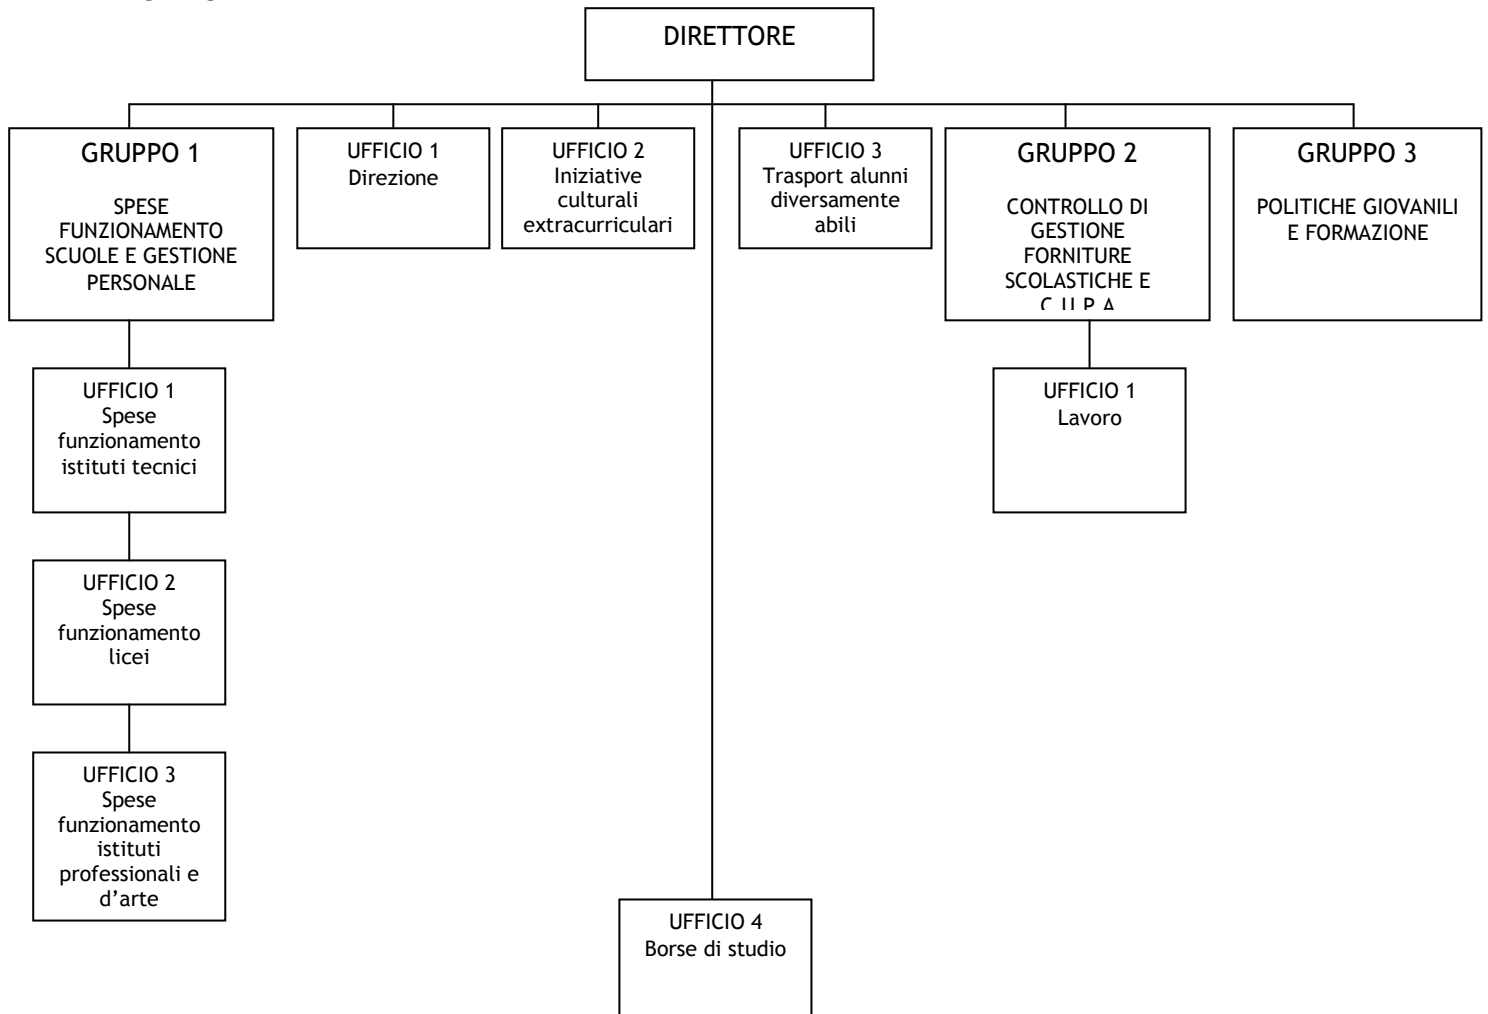 DIRETTORE
GRUPPO 1
SPESE
FUNZIONAMENTO
SCUOLE E GESTIONE
PERSONALE
UFFICIO 1
Direzione
UFFICIO 2
Iniziative
culturali
extracurriculari
UFFICIO 3
Trasport alunni
diversamente
abili
GRUPPO 2
CONTROLLO DI
GESTIONE
FORNITURE
SCOLASTICHE E
C.U.P.A.
GRUPPO 3
POLITICHE GIOVANILI
E FORMAZIONE
UFFICIO 1
Spese
funzionamento
istituti tecnici
UFFICIO 1
Lavoro
UFFICIO 2
Spese
funzionamento
licei
UFFICIO 3
Spese
funzionamento
istituti
professionali e
d’arte
UFFICIO 4
Borse di studio